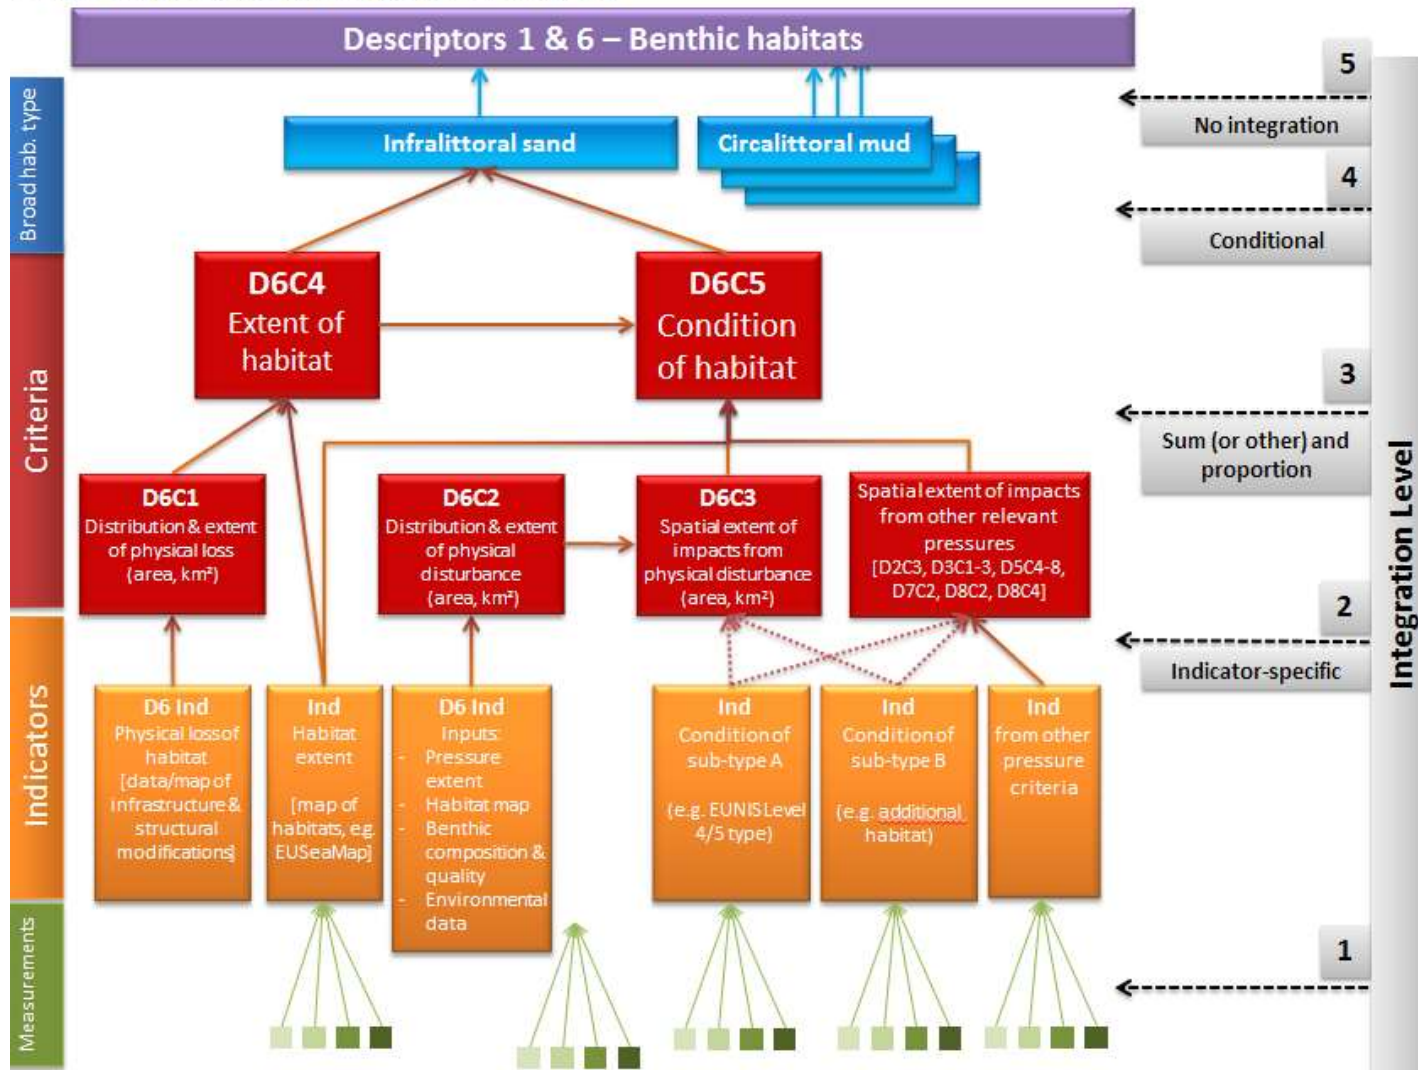 Descriptors 1 & 6 – Benthic habitats
Broad hab. type
Infralittoral sand
Circalittoral mud
5
No integration
4
Conditional
Criteria
D6C4
Extent of
habitat
D6C5
Condition
of habitat
3
Sum (or other) and
proportion
Integration Level
D6C1
Distribution & extent
of physical loss
(area, km²)
D6C2
Distribution & extent
of physical
disturbance
(area, km²)
D6C3
Spatial extent of
impacts from
physical disturbance
(area, km²)
Spatial extent of impacts
from other relevant
pressures
[D2C3, D3C1-3, D5C4-8,
D7C2, D8C2, D8C4]
2
Indicator-specific
Indicators
D6 Ind
Physical loss of
habitat
[data/map of
infrastructure &
structural
modifications]
Ind
Habitat
extent
[map of
habitats, e.g.
EUSeaMap]
D6 Ind
Inputs:
- Pressure
extent
- Habitat map
- Benthic
composition &
quality
- Environmental
data
Ind
Condition of
sub-type A
(e.g. EUNIS Level
4/5 type)
Ind
Condition of
sub-type B
(e.g. additional
habitat)
Ind
from other
pressure
criteria
Measurements
1